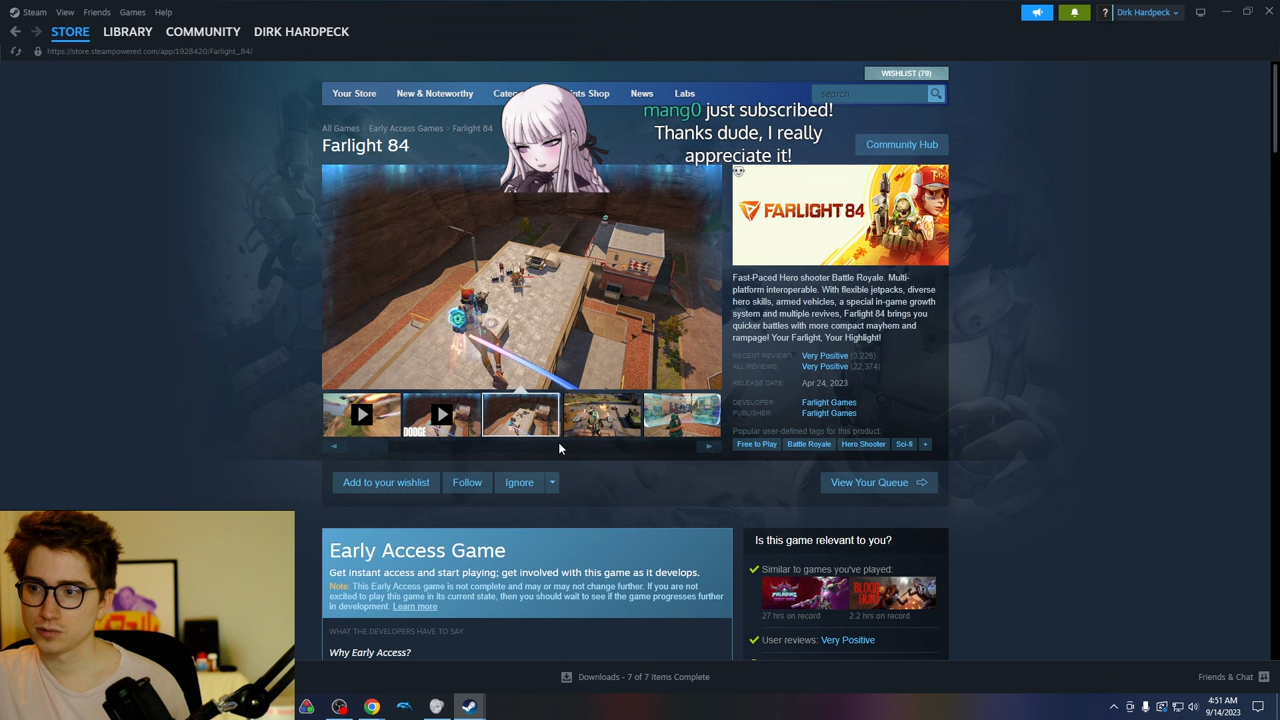 Steam View Friends Games Help
Dirk Hardpeck
STORE LIBRARY COMMUNITY DIRK HARDPECK
https://store.steampowered.com/app/1928420/Farlight_84/
WISHLIST (79)
Your Store New & Noteworthy Categ ints Shop News Labs search
mang0 just subscribed!
Thanks dude, I really
appreciate it!
All Games > Early Access Games > Farlight 84
Farlight 84
Community Hub
FARLIGHT 84
Fast-Paced Hero shooter Battle Royale. Multi-
platform interoperable. With flexible jetpacks, diverse
hero skills, armed vehicles, a special in-game growth
system and multiple revives, Farlight 84 brings you
quicker battles with more compact mayhem and
rampage! Your Farlight, Your Highlight!
RECENT REVIEWS: Very Positive (3,226)
ALL REVIEWS: Very Positive (22,374)
RELEASE DATE: Apr 24, 2023
DEVELOPER: Farlight Games
PUBLISHER: Farlight Games
Popular user-defined tags for this product:
Free to Play Battle Royale Hero Shooter Sci-fi +
DODGE
Add to your wishlist Follow Ignore View Your Queue
Early Access Game
Get instant access and start playing; get involved with this game as it develops.
Note: This Early Access game is not complete and may or may not change further. If you are not
excited to play this game in its current state, then you should wait to see if the game progresses further
in development. Learn more
WHAT THE DEVELOPERS HAVE TO SAY:
Why Early Access?
Is this game relevant to you?
Similar to games you've played:
PALADINS
BLOOD HUNT
27 hrs on record 2.2 hrs on record
User reviews: Very Positive
Downloads - 7 of 7 Items Complete
Friends & Chat
4:51 AM
9/14/2023